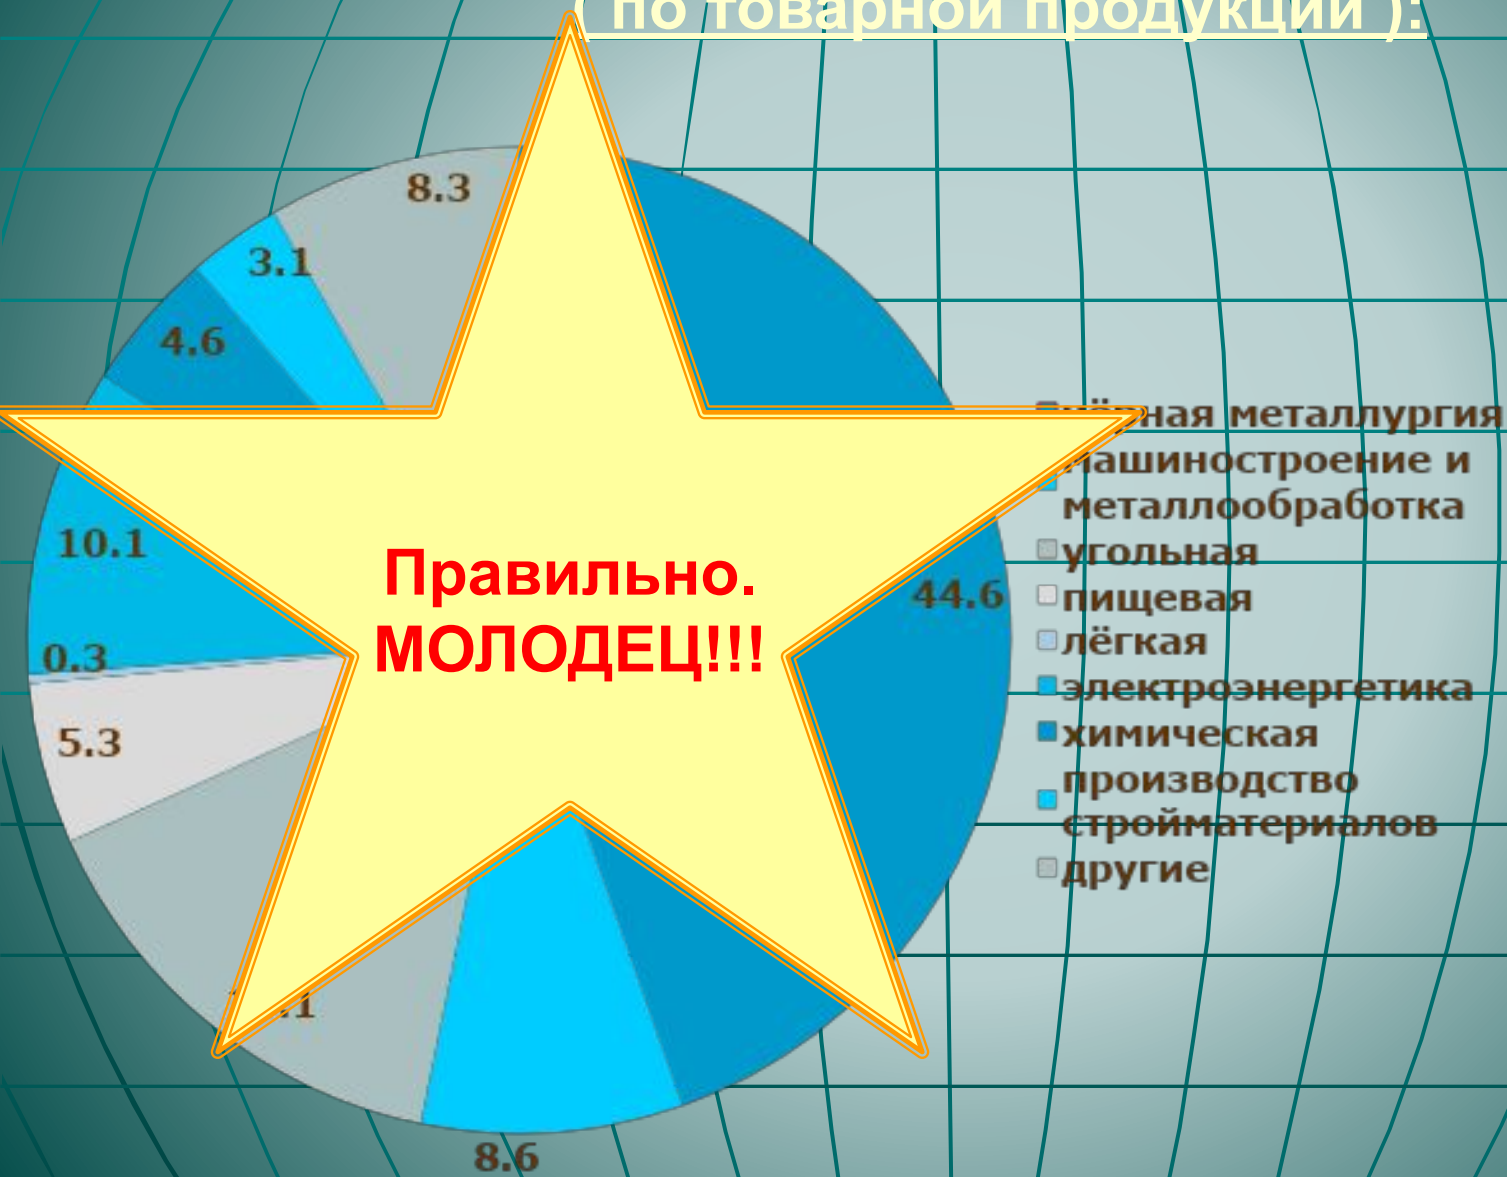 ( по товарной продукции ):
8.3
3.1
4.6
10.1
0.3
5.3
8.6
44.6
Правильно.
МОЛОДЕЦ!!!
чёрная металлургия
машиностроение и
металлообработка
угольная
пищевая
лёгкая
электроэнергетика
химическая
производство
стройматериалов
другие